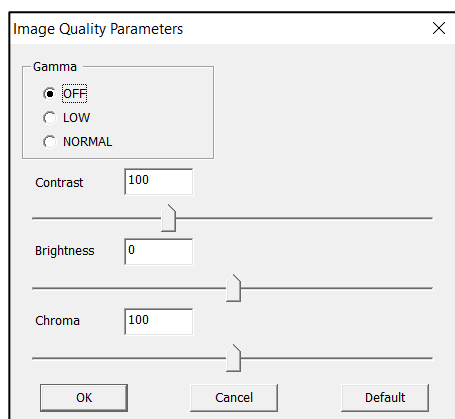 Image Quality Parameters
Gamma
OFF
LOW
NORMAL
Contrast 100
Brightness 0
Chroma 100
OK Cancel Default